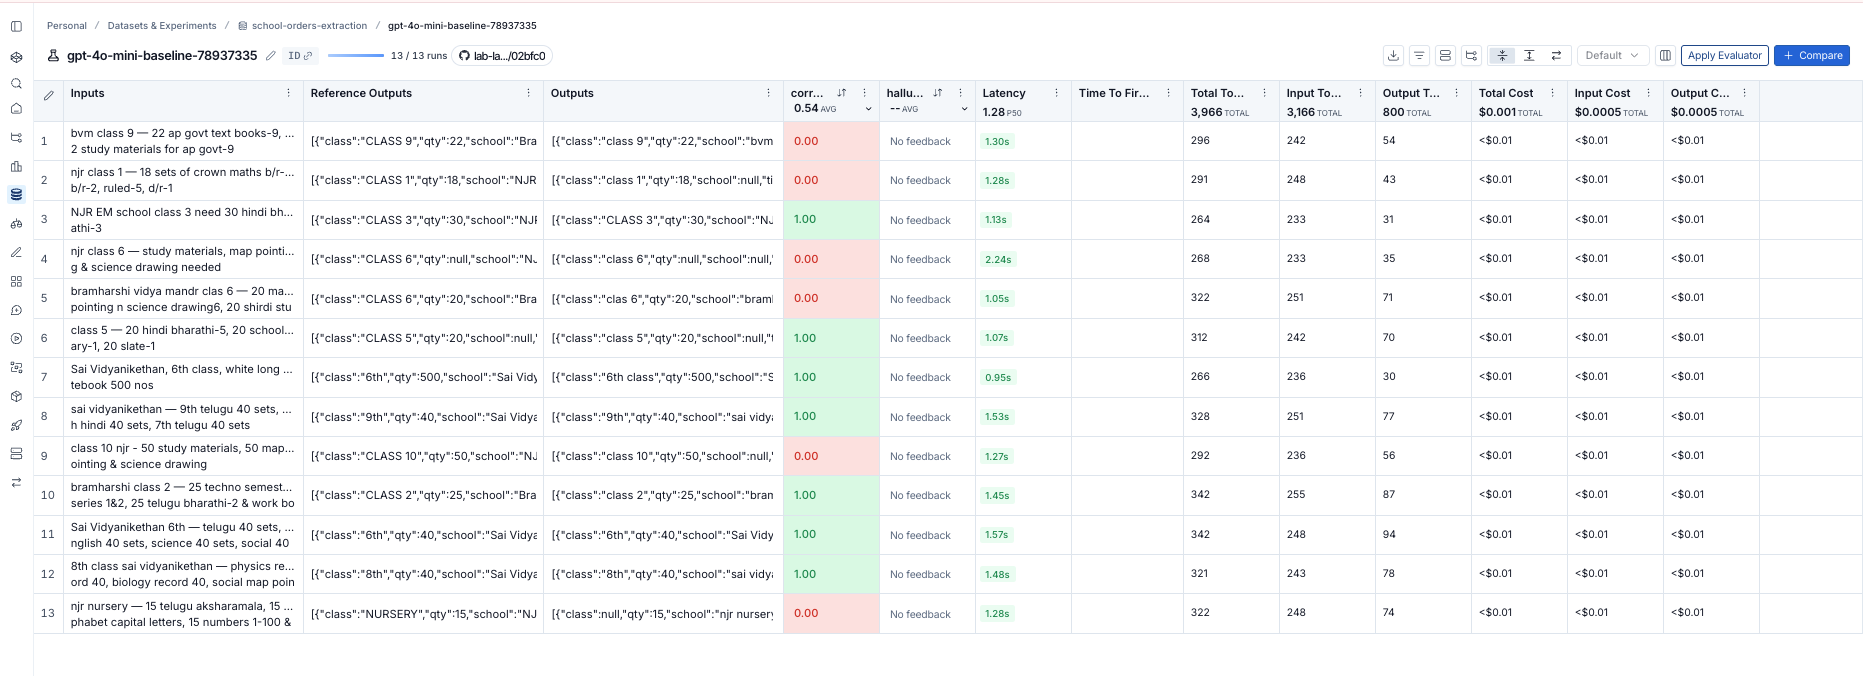 Personal / Datasets & Experiments / school-orders-extraction / gpt-4o-mini-baseline-78937335
gpt-4o-mini-baseline-78937335 ID 13 / 13 runs lab-la.../02bfc0 Default Apply Evaluator + Compare
Inputs Reference Outputs Outputs corr... hallu... Latency Time To Fir... Total To... Input To... Output T... Total Cost Input Cost Output C...
0.54 AVG -- AVG 1.28 P50 3,966 TOTAL 3,166 TOTAL 800 TOTAL $0.001 TOTAL $0.0005 TOTAL $0.0005 TOTAL
1 bvm class 9 — 22 ap govt text books-9, ...
2 study materials for ap govt-9
[{"class":"CLASS 9","qty":22,"school":"Bra [{"class":"class 9","qty":22,"school":"bvm 0.00 No feedback 1.30s 296 242 54 <$0.01 <$0.01 <$0.01
2 njr class 1 — 18 sets of crown maths b/r-...
b/r-2, ruled-5, d/r-1
[{"class":"CLASS 1","qty":18,"school":"NJR [{"class":"class 1","qty":18,"school":null,"ti 0.00 No feedback 1.28s 291 248 43 <$0.01 <$0.01 <$0.01
3 NJR EM school class 3 need 30 hindi bh...
athi-3
[{"class":"CLASS 3","qty":30,"school":"NJR [{"class":"CLASS 3","qty":30,"school":"NJ 1.00 No feedback 1.13s 264 233 31 <$0.01 <$0.01 <$0.01
4 njr class 6 — study materials, map pointi...
g & science drawing needed
[{"class":"CLASS 6","qty":null,"school":"NJ [{"class":"class 6","qty":null,"school":null," 0.00 No feedback 2.24s 268 233 35 <$0.01 <$0.01 <$0.01
5 bramharshi vidya mandr clas 6 — 20 ma...
pointing n science drawing6, 20 shirdi stu
[{"class":"CLASS 6","qty":20,"school":"Bra [{"class":"clas 6","qty":20,"school":"braml 0.00 No feedback 1.05s 322 251 71 <$0.01 <$0.01 <$0.01
6 class 5 — 20 hindi bharathi-5, 20 school...
ary-1, 20 slate-1
[{"class":"CLASS 5","qty":20,"school":null," [{"class":"class 5","qty":20,"school":null,"t 1.00 No feedback 1.07s 312 242 70 <$0.01 <$0.01 <$0.01
7 Sai Vidyanikethan, 6th class, white long ...
tebook 500 nos
[{"class":"6th","qty":500,"school":"Sai Vidy [{"class":"6th class","qty":500,"school":"S 1.00 No feedback 0.95s 266 236 30 <$0.01 <$0.01 <$0.01
8 sai vidyanikethan — 9th telugu 40 sets, ...
h hindi 40 sets, 7th telugu 40 sets
[{"class":"9th","qty":40,"school":"Sai Vidya [{"class":"9th","qty":40,"school":"sai vidya 1.00 No feedback 1.53s 328 251 77 <$0.01 <$0.01 <$0.01
9 class 10 njr - 50 study materials, 50 map...
ointing & science drawing
[{"class":"CLASS 10","qty":50,"school":"NJ [{"class":"class 10","qty":50,"school":null," 0.00 No feedback 1.27s 292 236 56 <$0.01 <$0.01 <$0.01
10 bramharshi class 2 — 25 techno semest...
series 1&2, 25 telugu bharathi-2 & work bo
[{"class":"CLASS 2","qty":25,"school":"Bra [{"class":"class 2","qty":25,"school":"bram 1.00 No feedback 1.45s 342 255 87 <$0.01 <$0.01 <$0.01
11 Sai Vidyanikethan 6th — telugu 40 sets, ...
nglish 40 sets, science 40 sets, social 40
[{"class":"6th","qty":40,"school":"Sai Vidya [{"class":"6th","qty":40,"school":"Sai Vidy 1.00 No feedback 1.57s 342 248 94 <$0.01 <$0.01 <$0.01
12 8th class sai vidyanikethan — physics re...
ord 40, biology record 40, social map poin
[{"class":"8th","qty":40,"school":"Sai Vidya [{"class":"8th","qty":40,"school":"sai vidya 1.00 No feedback 1.48s 321 243 78 <$0.01 <$0.01 <$0.01
13 njr nursery — 15 telugu aksharamala, 15 ...
phabet capital letters, 15 numbers 1-100 &
[{"class":"NURSERY","qty":15,"school":"NJ [{"class":null,"qty":15,"school":"njr nursery 0.00 No feedback 1.28s 322 248 74 <$0.01 <$0.01 <$0.01